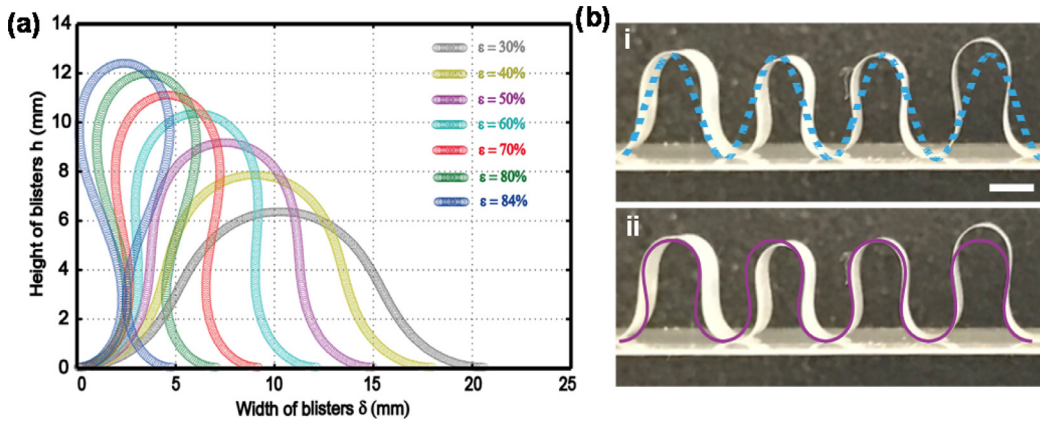 (a)
14
12
10
8
6
4
2
0
0 5 10 15 20 25
Height of blisters h (mm)
Width of blisters δ (mm)
ε = 30%
ε = 40%
ε = 50%
ε = 60%
ε = 70%
ε = 80%
ε = 84%
(b)
i
ii